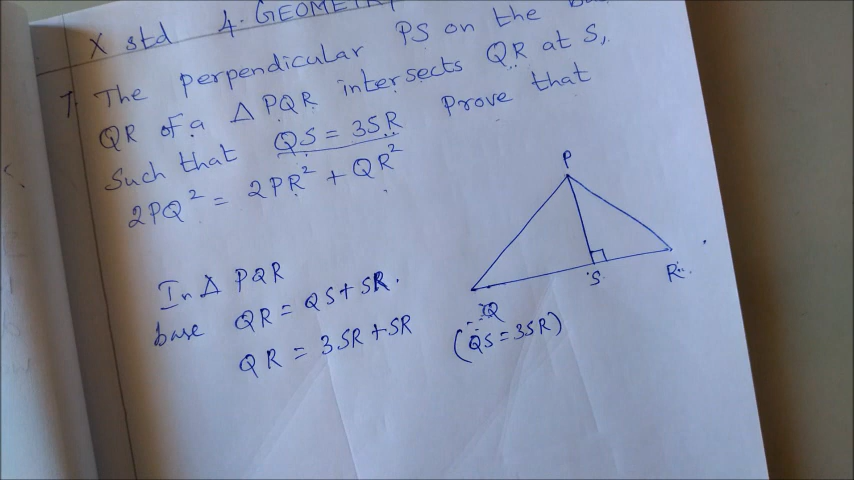 X std 4. GEOMETRY
1. The perpendicular PS on the
QR of a Δ PQR intersects QR at S,
Such that QS = 3SR Prove that
2PQ² = 2PR² + QR²
P
S
R
Q
In Δ PQR
base QR = QS + SR.
QR = 3SR + SR (∵ QS = 3SR)